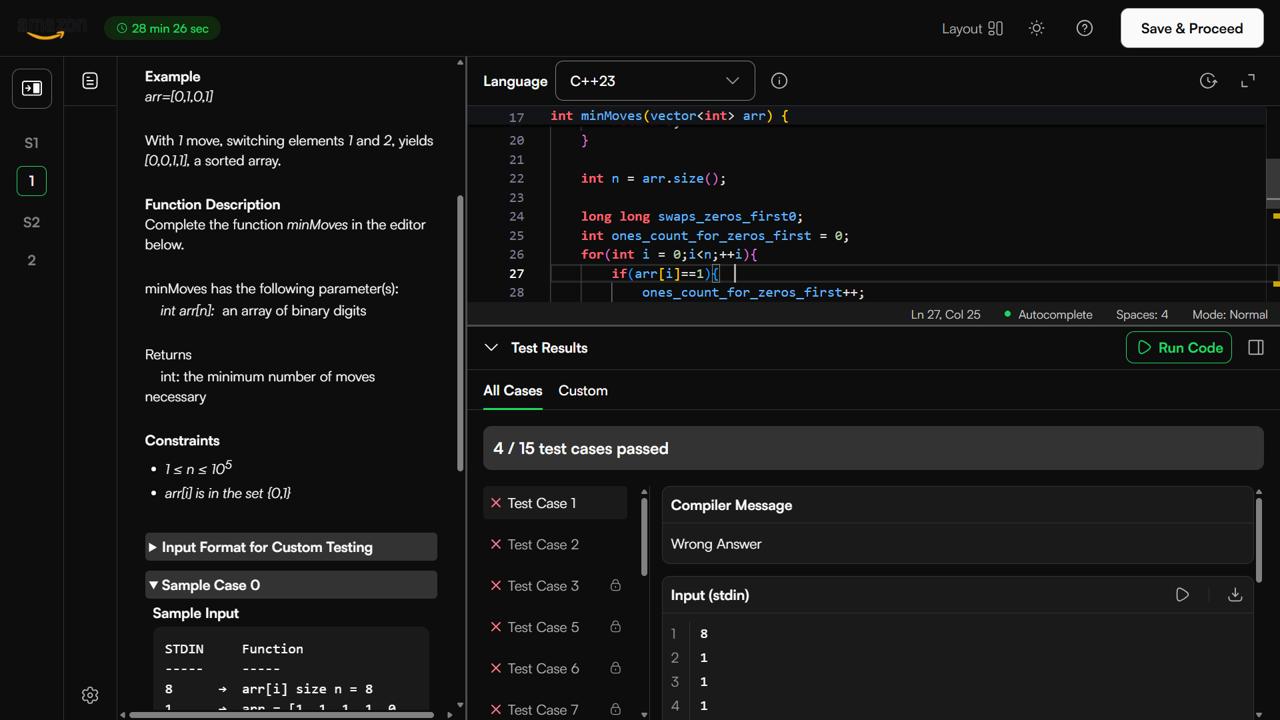 amazon
28 min 26 sec
Layout
Save & Proceed
S1
1
S2
2
Example
arr=[0,1,0,1]
With 1 move, switching elements 1 and 2, yields
[0,0,1,1], a sorted array.
Function Description
Complete the function minMoves in the editor
below.
minMoves has the following parameter(s):
int arr[n]: an array of binary digits
Returns
int: the minimum number of moves
necessary
Constraints
• 1 ≤ n ≤ 10⁵
• arr[i] is in the set {0,1}
Input Format for Custom Testing
Sample Case 0
Sample Input
STDIN Function
----- -----
8 → arr[i] size n = 8
1 → arr = [1, 1, 1, 1, 0,
Language C++23
17 int minMoves(vector<int> arr) {
20 }
21
22 int n = arr.size();
23
24 long long swaps_zeros_first0;
25 int ones_count_for_zeros_first = 0;
26 for(int i = 0;i<n;++i){
27 if(arr[i]==1){
28 ones_count_for_zeros_first++;
Ln 27, Col 25 Autocomplete Spaces: 4 Mode: Normal
Test Results
Run Code
All Cases Custom
4 / 15 test cases passed
Test Case 1
Test Case 2
Test Case 3
Test Case 5
Test Case 6
Test Case 7
Compiler Message
Wrong Answer
Input (stdin)
1 8
2 1
3 1
4 1